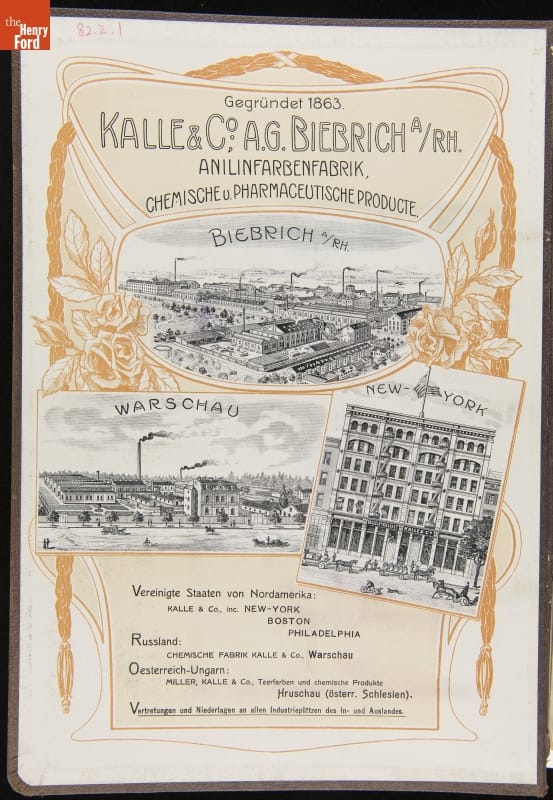 the
Henry
Ford
82.2.1
Gegründet 1863.
KALLE & Co., A.G. BIEBRICH A/RH.
ANILINFARBENFABRIK,
CHEMISCHE U. PHARMACEUTISCHE PRODUCTE.
BIEBRICH A/RH.
WARSCHAU
NEW-YORK
Vereinigte Staaten von Nordamerika:
KALLE & Co., inc. NEW-YORK
BOSTON
PHILADELPHIA
Russland:
CHEMISCHE FABRIK KALLE & Co., Warschau
Oesterreich-Ungarn:
MILLER, KALLE & Co., Teerfarben und chemische Produkte
Hruschau (österr. Schlesien).
Vertretungen und Niederlagen an allen Industrieplätzen des In- und Auslandes.